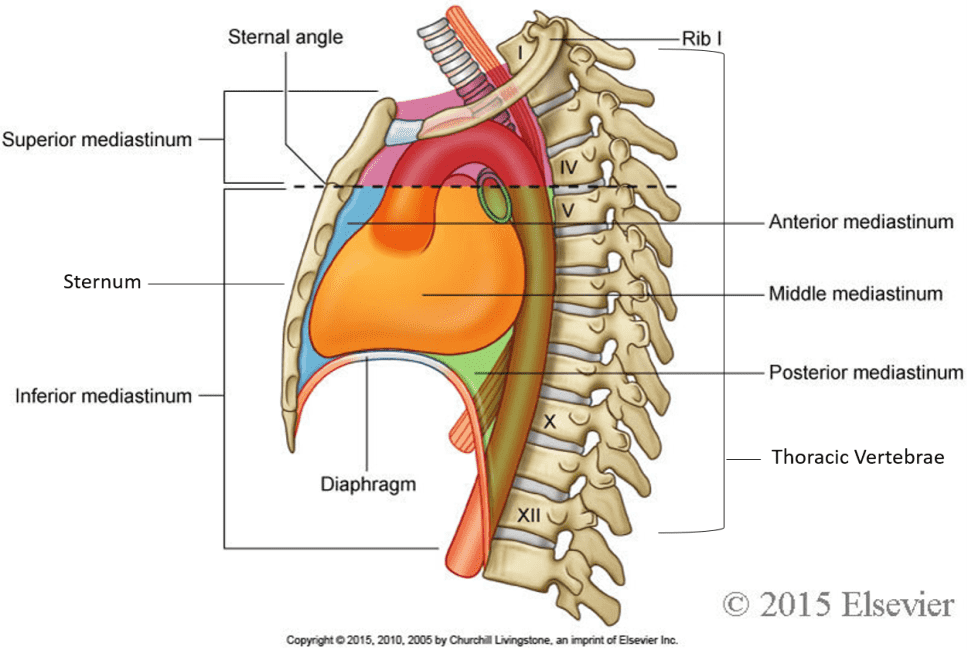 Sternal angle
Rib I
I
Superior mediastinum
IV
V
Anterior mediastinum
Sternum
Middle mediastinum
Posterior mediastinum
Inferior mediastinum
X
Thoracic Vertebrae
Diaphragm
XII
© 2015 Elsevier
Copyright © 2015, 2010, 2005 by Churchill Livingstone, an imprint of Elsevier Inc.